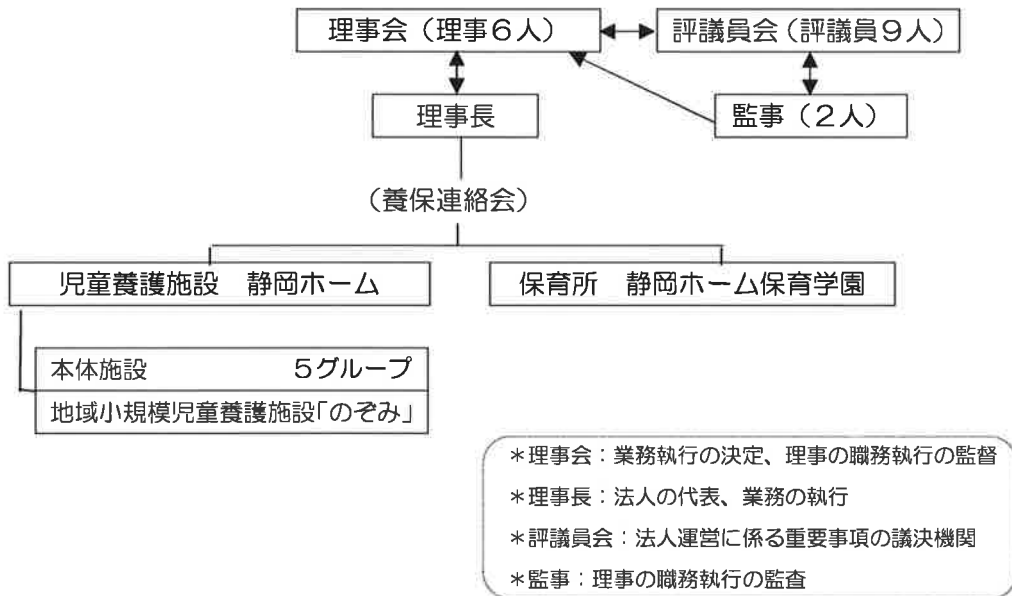 理事会（理事6人）
評議員会（評議員9人）
理事長
監事（2人）
（養保連絡会）
児童養護施設　静岡ホーム
保育所　静岡ホーム保育学園
本体施設　5グループ
地域小規模児童養護施設「のぞみ」
＊理事会：業務執行の決定、理事の職務執行の監督
＊理事長：法人の代表、業務の執行
＊評議員会：法人運営に係る重要事項の議決機関
＊監事：理事の職務執行の監査